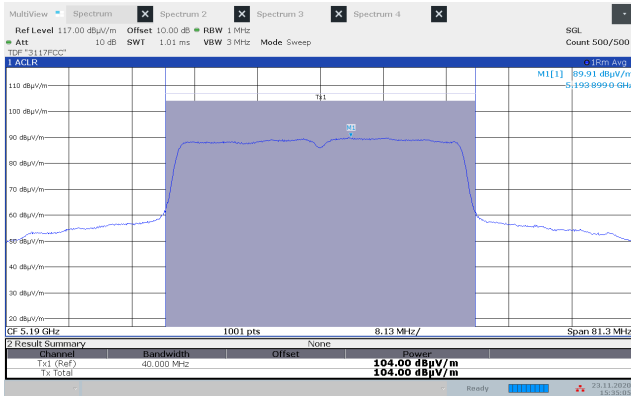 MultiView Spectrum Spectrum 2 Spectrum 3 Spectrum 4
Ref Level 117.00 dBµV/m Offset 10.00 dB RBW 1 MHz SGL
Att 10 dB SWT 1.01 ms VBW 3 MHz Mode Sweep Count 500/500
TDF "3117FCC"
1 ACLR 1Rm Avg
M1[1] 89.91 dBµV/m
5.1938990 GHz
110 dBµV/m
Tx1
100 dBµV/m
M1
90 dBµV/m
80 dBµV/m
70 dBµV/m
60 dBµV/m
50 dBµV/m
40 dBµV/m
30 dBµV/m
20 dBµV/m
CF 5.19 GHz 1001 pts 8.13 MHz/ Span 81.3 MHz
2 Result Summary None
Channel Bandwidth Offset Power
Tx1 (Ref) 40.000 MHz 104.00 dBµV/m
Tx Total 104.00 dBµV/m
Ready 23.11.2020
15:35:03